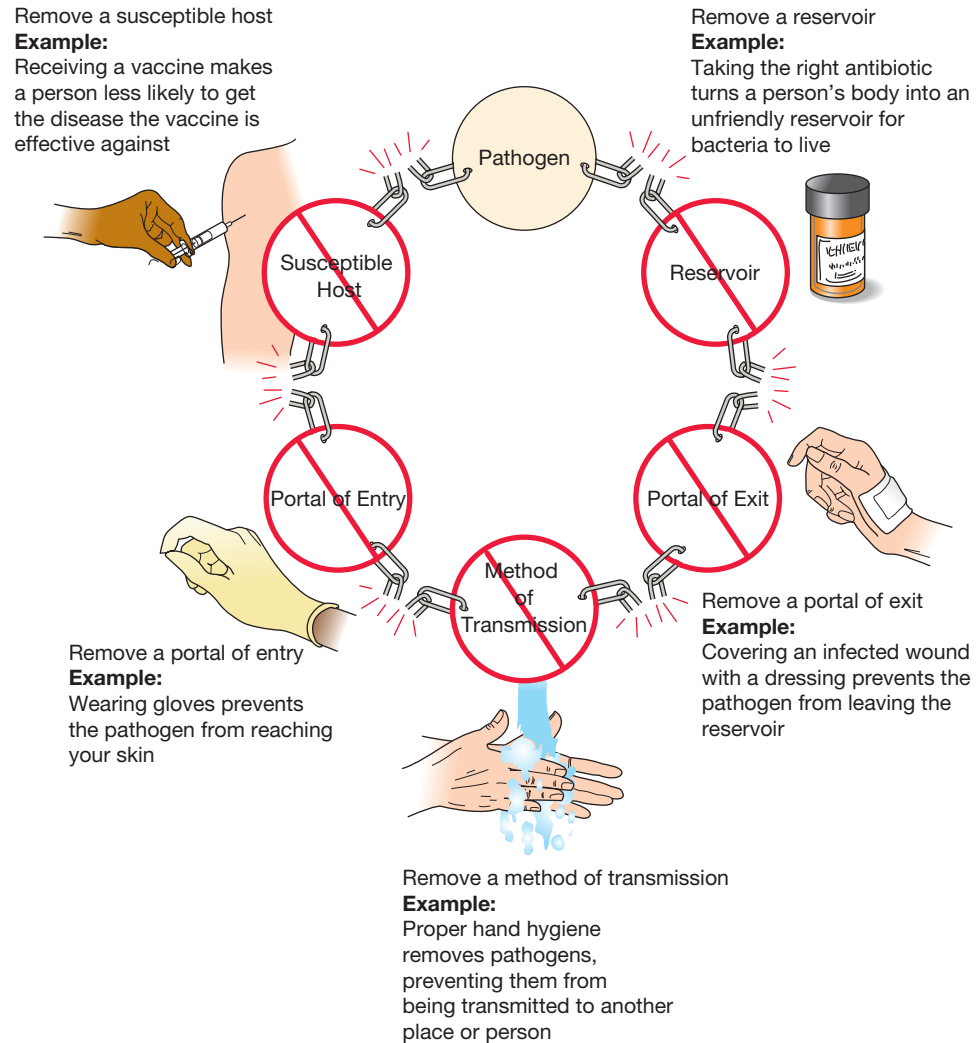 Remove a susceptible host
Example:
Receiving a vaccine makes
a person less likely to get
the disease the vaccine is
effective against
Remove a reservoir
Example:
Taking the right antibiotic
turns a person’s body into an
unfriendly reservoir for
bacteria to live
Pathogen
Susceptible
Host
Reservoir
Portal of Entry
Portal of Exit
Method
of
Transmission
Remove a portal of entry
Example:
Wearing gloves prevents
the pathogen from reaching
your skin
Remove a portal of exit
Example:
Covering an infected wound
with a dressing prevents the
pathogen from leaving the
reservoir
Remove a method of transmission
Example:
Proper hand hygiene
removes pathogens,
preventing them from
being transmitted to another
place or person